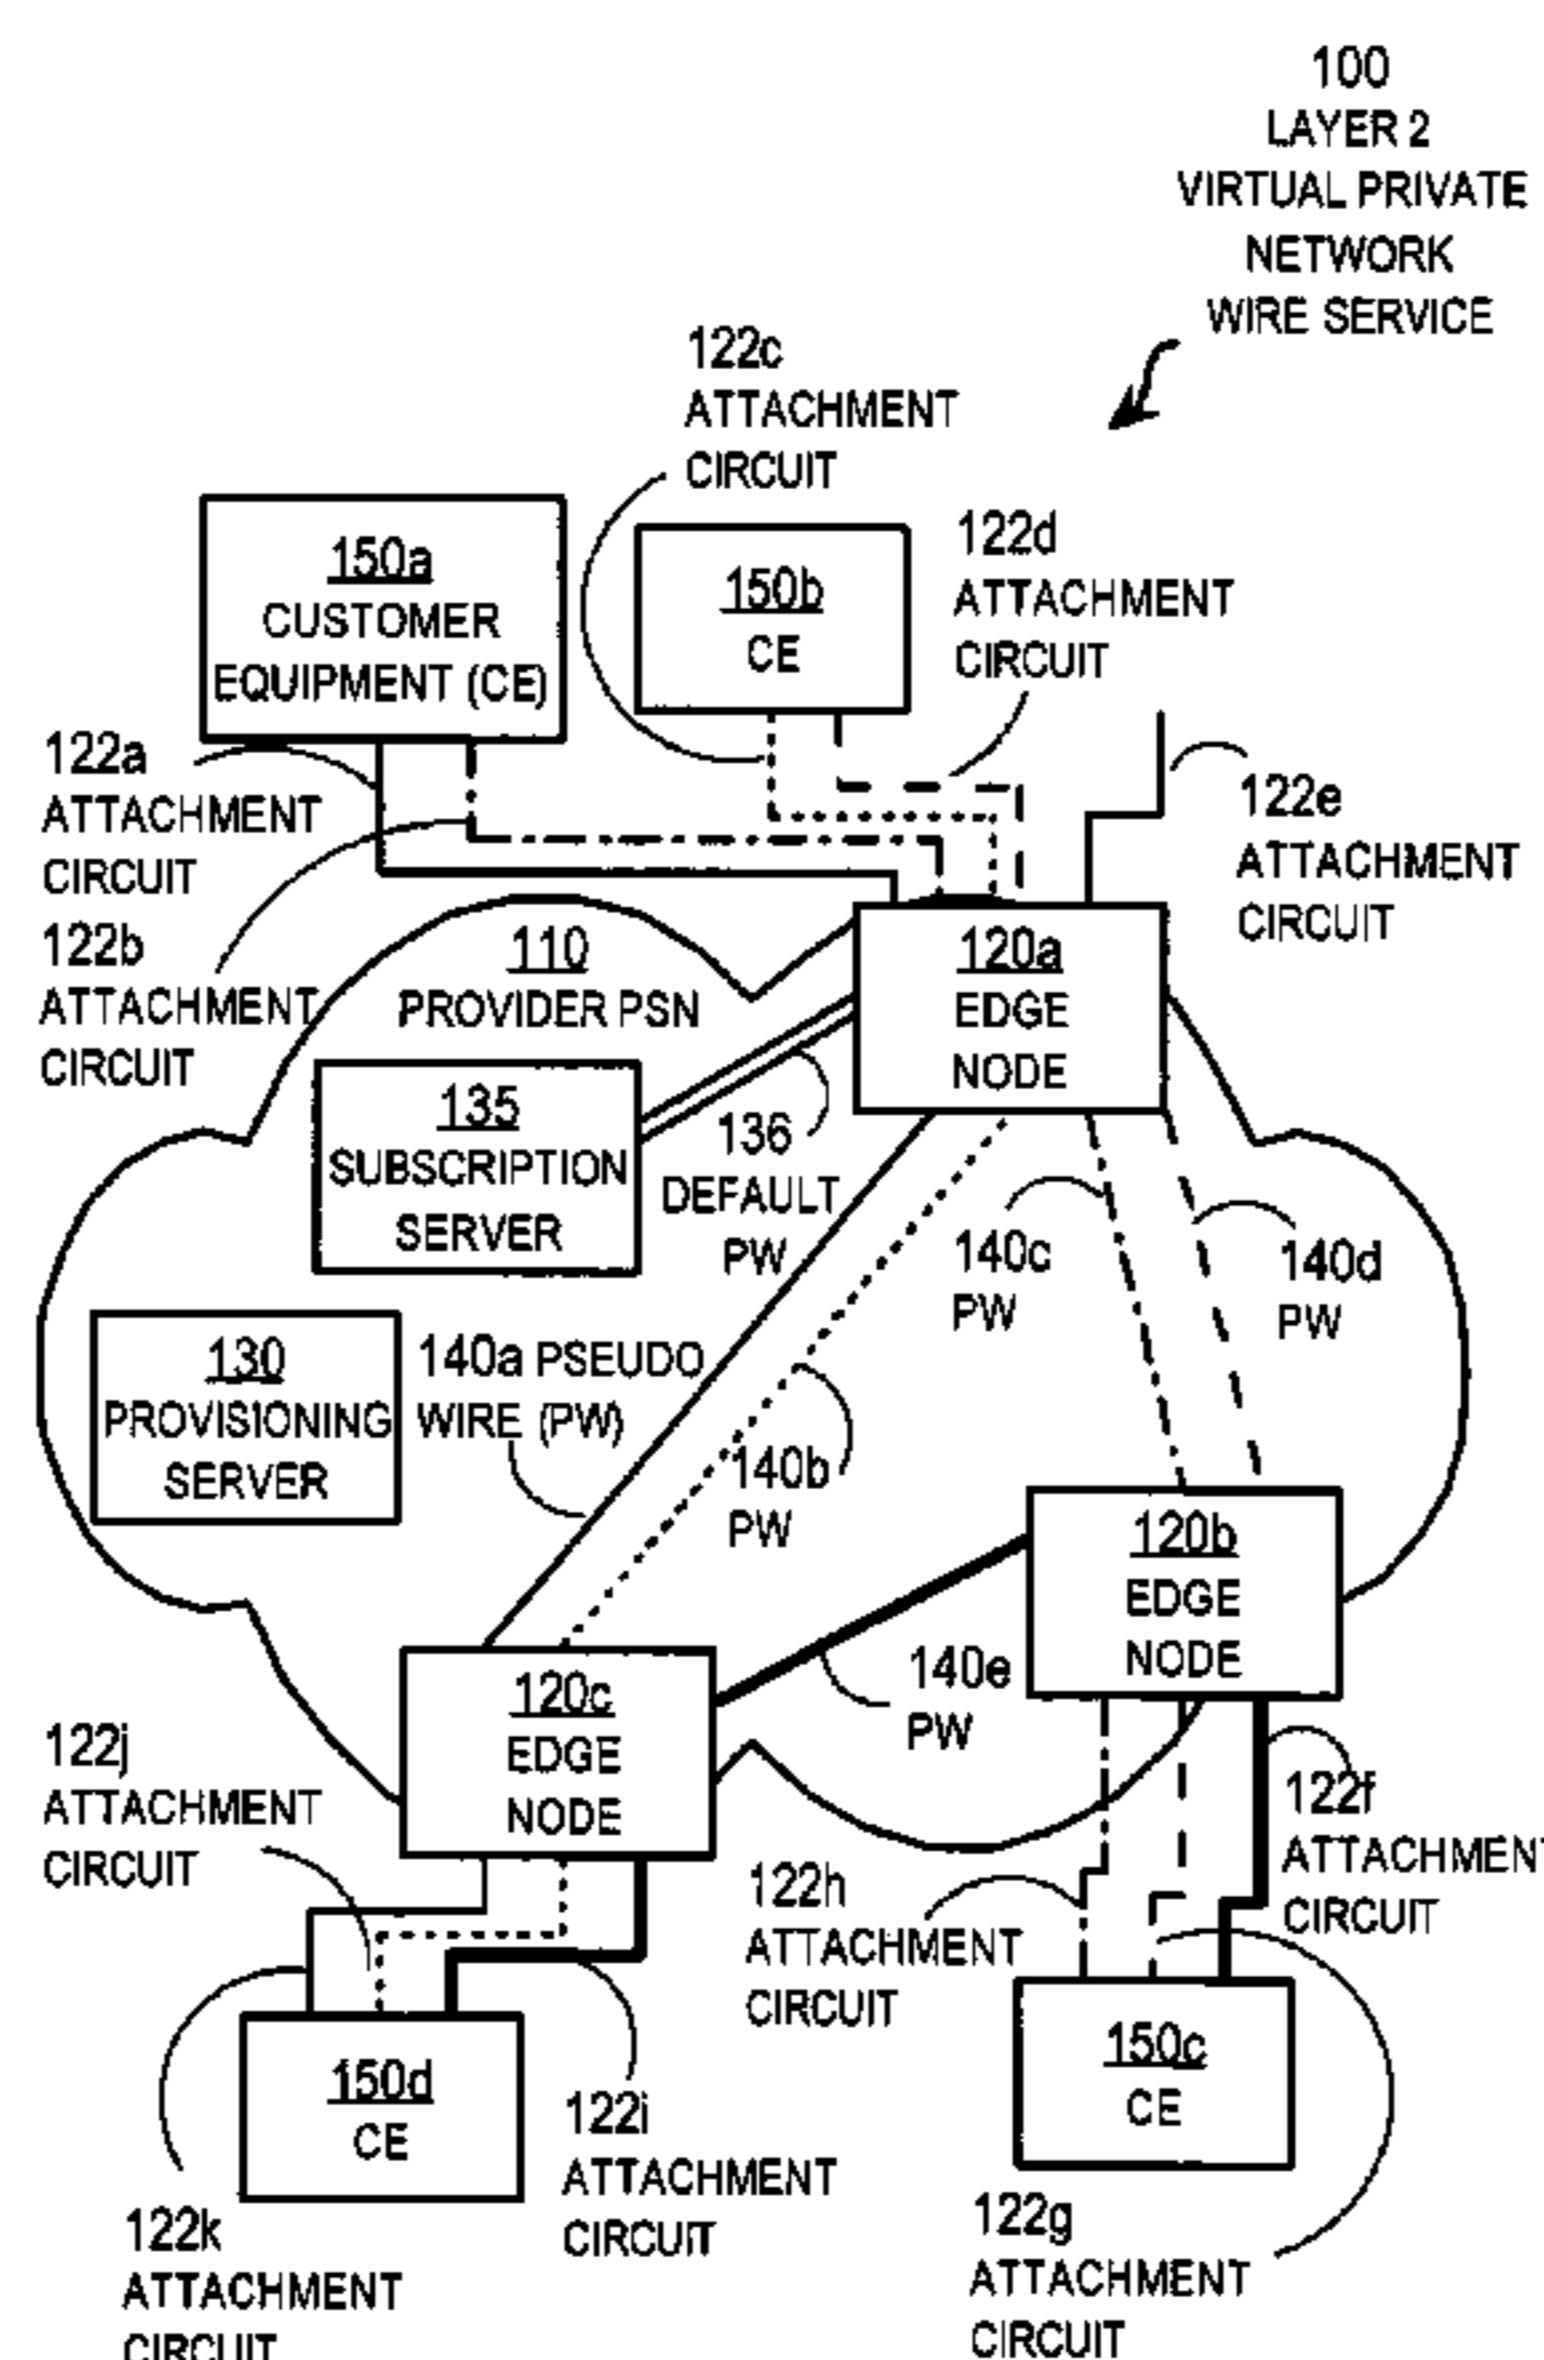 100
LAYER 2
VIRTUAL PRIVATE
NETWORK
WIRE SERVICE
122c
ATTACHMENT
CIRCUIT
150a
CUSTOMER
EQUIPMENT (CE)
150b
CE
122d
ATTACHMENT
CIRCUIT
122a
ATTACHMENT
CIRCUIT
122e
ATTACHMENT
CIRCUIT
122b
ATTACHMENT
CIRCUIT
110
PROVIDER PSN
120a
EDGE
NODE
135
SUBSCRIPTION
SERVER
136
DEFAULT
PW
140c
PW
140d
PW
130
PROVISIONING
SERVER
140a PSEUDO
WIRE (PW)
140b
PW
120b
EDGE
NODE
120c
EDGE
NODE
140e
PW
122j
ATTACHMENT
CIRCUIT
122h
ATTACHMENT
CIRCUIT
122f
ATTACHMENT
CIRCUIT
150d
CE
150c
CE
122i
ATTACHMENT
CIRCUIT
122k
ATTACHMENT
CIRCUIT
122g
ATTACHMENT
CIRCUIT